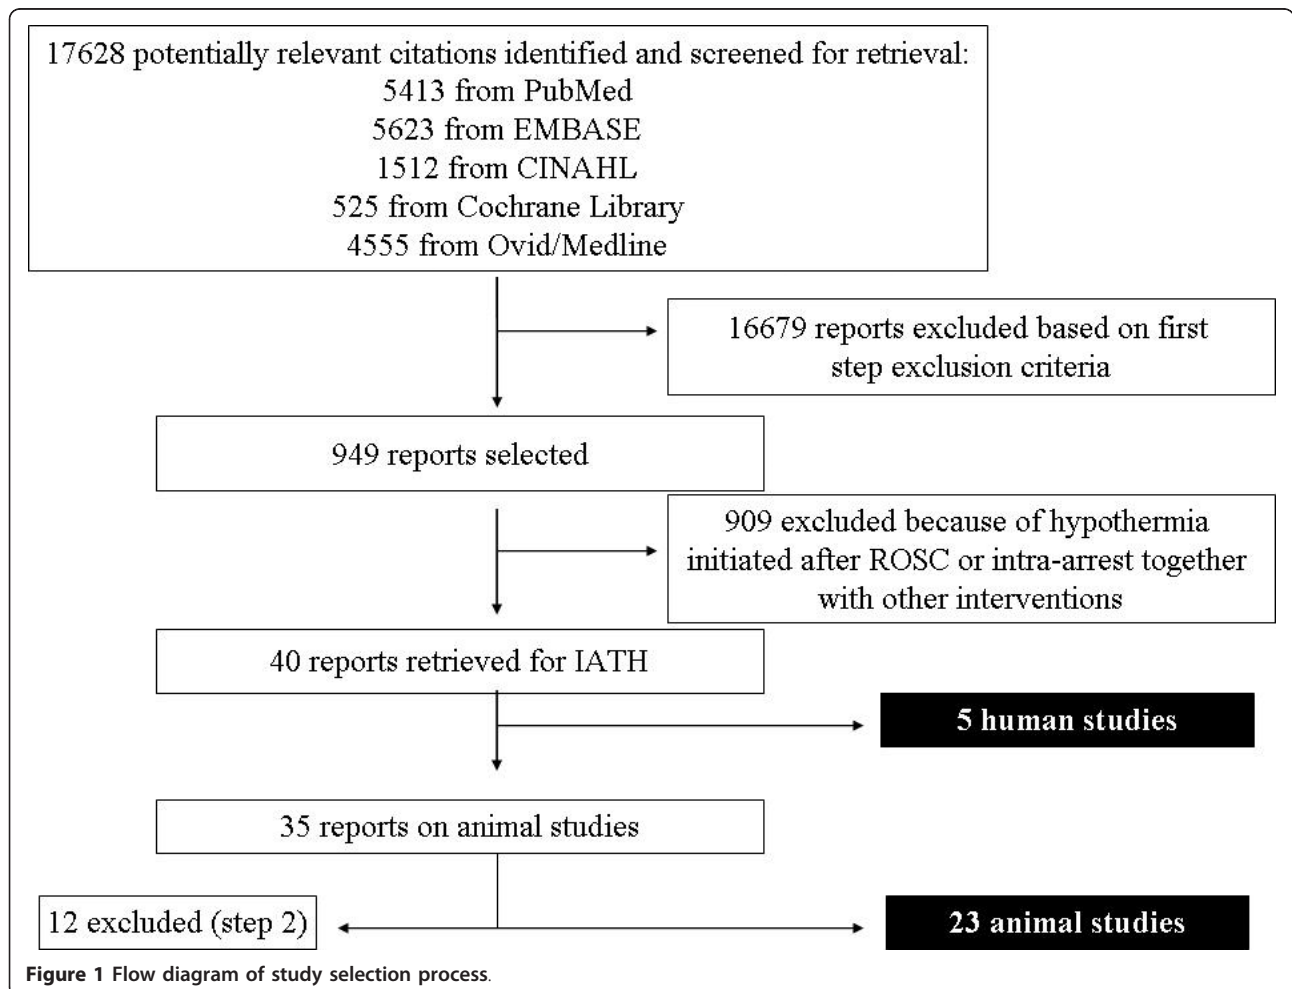 17628 potentially relevant citations identified and screened for retrieval:
5413 from PubMed
5623 from EMBASE
1512 from CINAHL
525 from Cochrane Library
4555 from Ovid/Medline
16679 reports excluded based on first
step exclusion criteria
949 reports selected
909 excluded because of hypothermia
initiated after ROSC or intra-arrest together
with other interventions
40 reports retrieved for IATH
5 human studies
35 reports on animal studies
12 excluded (step 2)
23 animal studies
Figure 1 Flow diagram of study selection process.